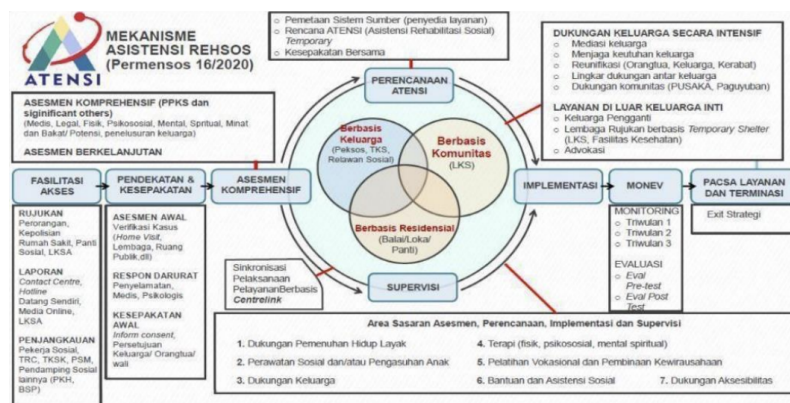 ATENSI
MEKANISME
ASISTENSI REHSOS
(Permensos 16/2020)
o Pemetaan Sistem Sumber (penyedia layanan)
o Rencana ATENSI (Asistensi Rehabilitasi Sosial)
Temporary
o Kesepakatan Bersama
DUKUNGAN KELUARGA SECARA INTENSIF
o Mediasi keluarga
o Menjaga keutuhan keluarga
o Reunifikasi (Orangtua, Keluarga, Kerabat)
o Lingkar dukungan antar keluarga
o Dukungan komunitas (PUSAKA, Paguyuban)
LAYANAN DI LUAR KELUARGA INTI
o Keluarga Pengganti
o Lembaga Rujukan berbasis Temporary Shelter
(LKS, Fasilitas Kesehatan)
o Advokasi
ASESMEN KOMPREHENSIF (PPKS dan
siginificant others)
(Medis, Legal, Fisik, Psikososial, Mental, Spritual, Minat
dan Bakat/ Potensi, penelusuran keluarga)
ASESMEN BERKELANJUTAN
PERENCANAAN
ATENSI
Berbasis
Keluarga
(Peksos, TKS,
Relawan Sosial)
Berbasis
Komunitas
(LKS)
Berbasis Residensial
(Balai/Loka/
Panti)
SUPERVISI
FASILITASI
AKSES
PENDEKATAN &
KESEPAKATAN
ASESMEN
KOMPREHENSIF
IMPLEMENTASI
MONEV
PACSA LAYANAN
DAN TERMINASI
RUJUKAN
Perorangan,
Kepolisian
Rumah Sakit, Panti
Sosial, LKSA
LAPORAN
Contact Centre,
Hotline
Datang Sendiri,
Media Online,
LKSA
PENJANGKAUAN
Pekerja Sosial,
TRC, TKSK, PSM,
Pendamping Sosial
lainnya (PKH,
BSP)
ASESMEN AWAL
Verifikasi Kasus
(Home Visit,
Lembaga, Ruang
Publik,dll)
RESPON DARURAT
Penyelamatan,
Medis, Psikologis
KESEPAKATAN
AWAL
Inform consent,
Persetujuan
Keluarga/ Orangtua/
wali
Sinkronisasi
Pelaksanaan
PelayananBerbasis
Centrelink
MONITORING
o Triwulan 1
o Triwulan 2
o Triwulan 3
EVALUASI
o Eval
Pre-test
o Eval Post
Test
Exit Strategi
Area Sasaran Asesmen, Perencanaan, Implementasi dan Supervisi
1. Dukungan Pemenuhan Hidup Layak
2. Perawatan Sosial dan/atau Pengasuhan Anak
3. Dukungan Keluarga
4. Terapi (fisik, psikososial, mental spiritual)
5. Pelatihan Vokasional dan Pembinaan Kewirausahaan
6. Bantuan dan Asistensi Sosial
7. Dukungan Aksesibilitas